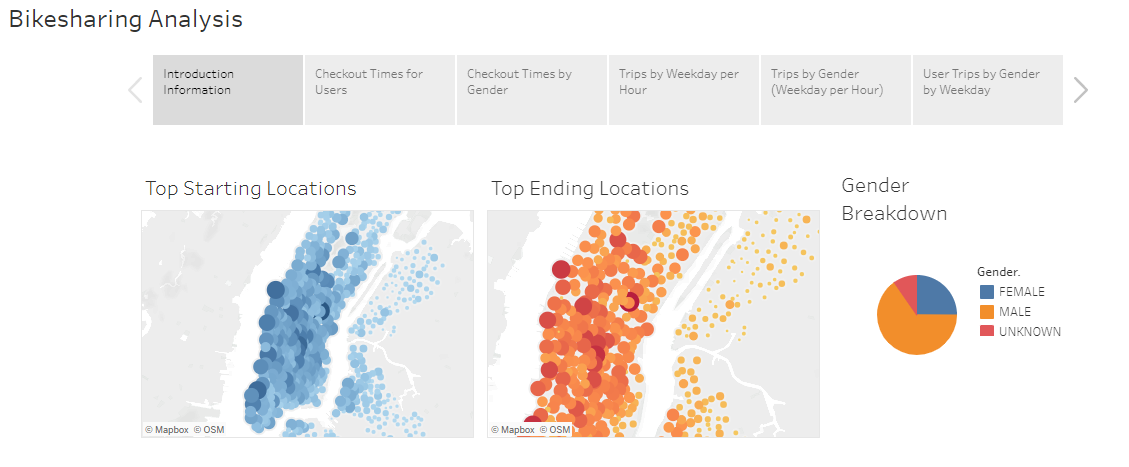 Bikesharing Analysis
Introduction
Information
Checkout Times for
Users
Checkout Times by
Gender
Trips by Weekday per
Hour
Trips by Gender
(Weekday per Hour)
User Trips by Gender
by Weekday
Top Starting Locations
Top Ending Locations
Gender
Breakdown
Gender.
FEMALE
MALE
UNKNOWN
© Mapbox © OSM
© Mapbox © OSM